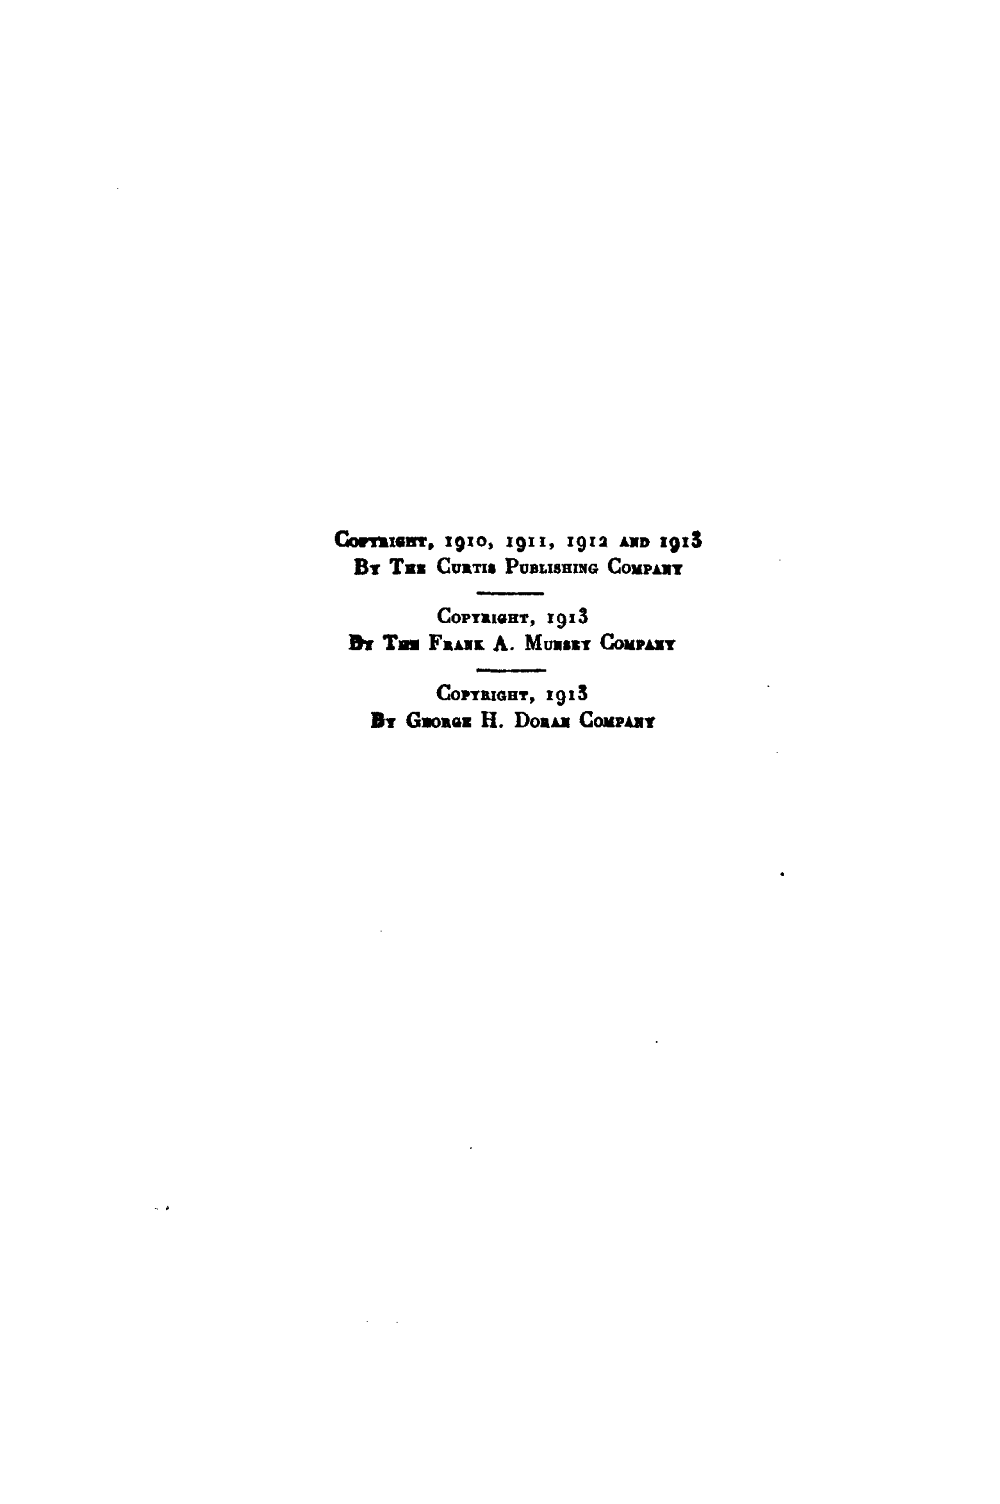 Copyright, 1910, 1911, 1912 and 1913
By The Curtis Publishing Company
Copyright, 1913
By The Frank A. Munsey Company
Copyright, 1913
By George H. Doran Company